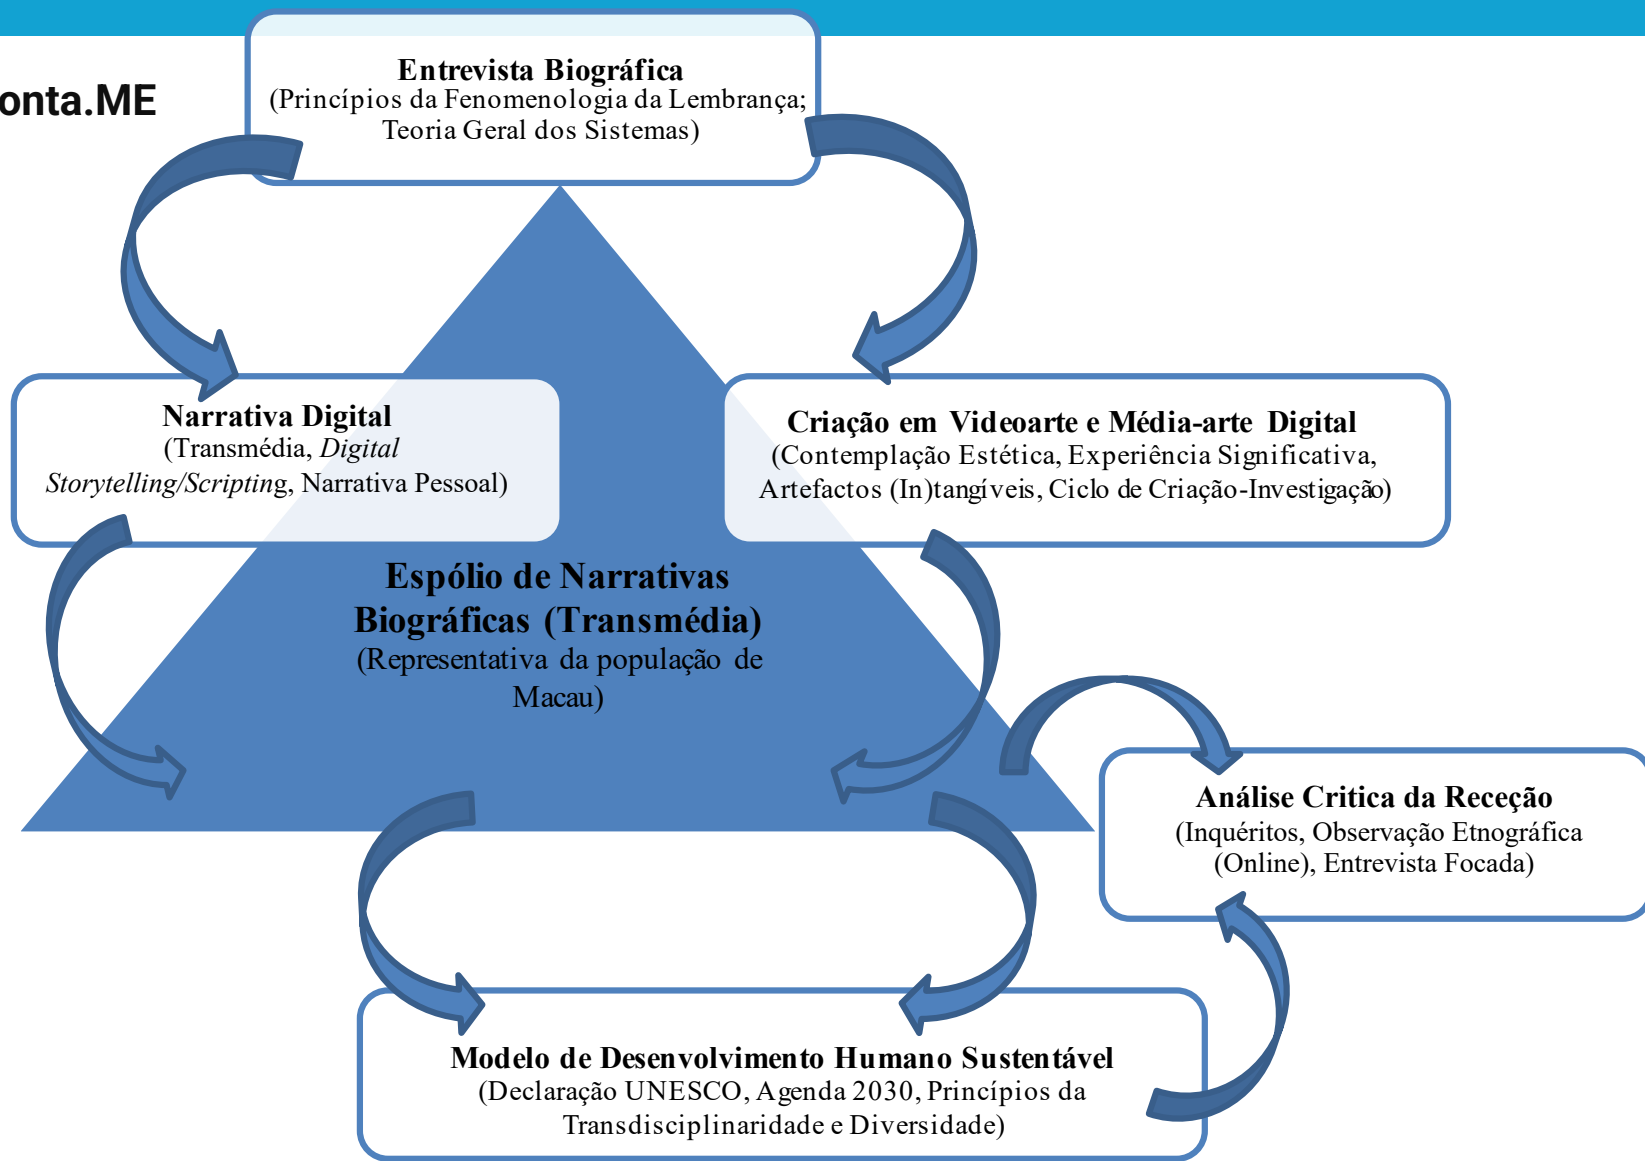 Entrevista Biográfica
(Princípios da Fenomenologia da Lembrança;
Teoria Geral dos Sistemas)
onta.ME
Narrativa Digital
(Transmédia, Digital
Storytelling/Scripting, Narrativa Pessoal)
Criação em Videoarte e Média-arte Digital
(Contemplação Estética, Experiência Significativa,
Artefactos (In)tangíveis, Ciclo de Criação-Investigação)
Espólio de Narrativas
Biográficas (Transmédia)
(Representativa da população de
Macau)
Análise Critica da Receção
(Inquéritos, Observação Etnográfica
(Online), Entrevista Focada)
Modelo de Desenvolvimento Humano Sustentável
(Declaração UNESCO, Agenda 2030, Princípios da
Transdisciplinaridade e Diversidade)